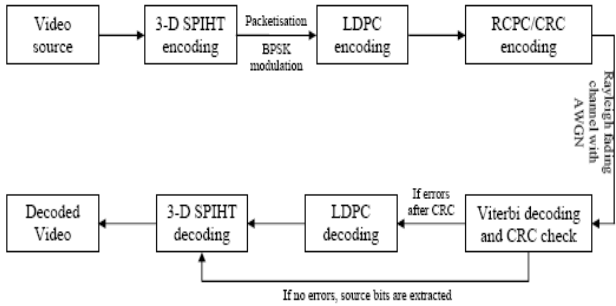 Video
source
3-D SPIHT
encoding
Packetisation
BPSK
modulation
LDPC
encoding
RCPC/CRC
encoding
Rayleigh fading
channel with
AWGN
Decoded
Video
3-D SPIHT
decoding
LDPC
decoding
If errors
after CRC
Viterbi decoding
and CRC check
If no errors, source bits are extracted